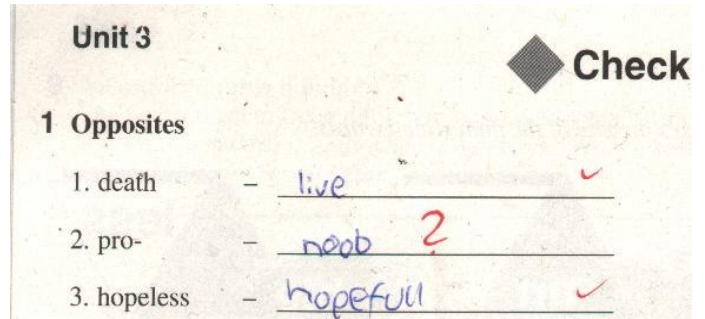 Unit 3
Check
1 Opposites
1. death – live
2. pro- – noob ?
3. hopeless – hopefull